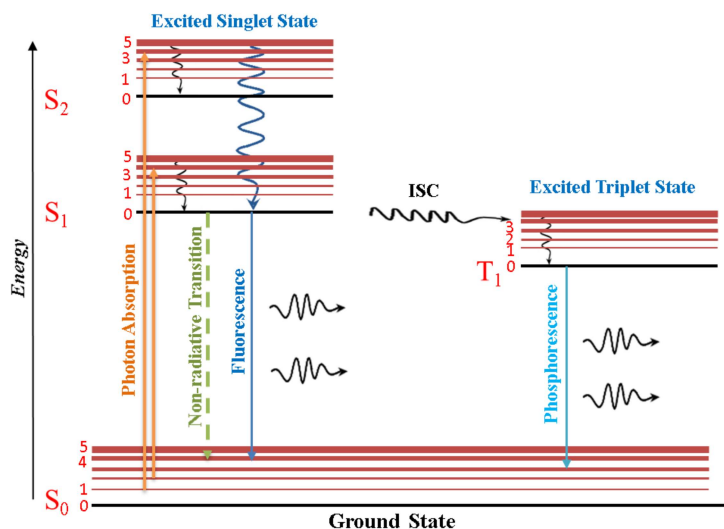 Excited Singlet State
5
3
1
0
S2
5
3
1
0
S1
ISC
Excited Triplet State
3
2
1
0
T1
Energy
Photon Absorption
Non-radiative Transition
Fluorescence
Phosphorescence
5
4
1
0
S0
Ground State